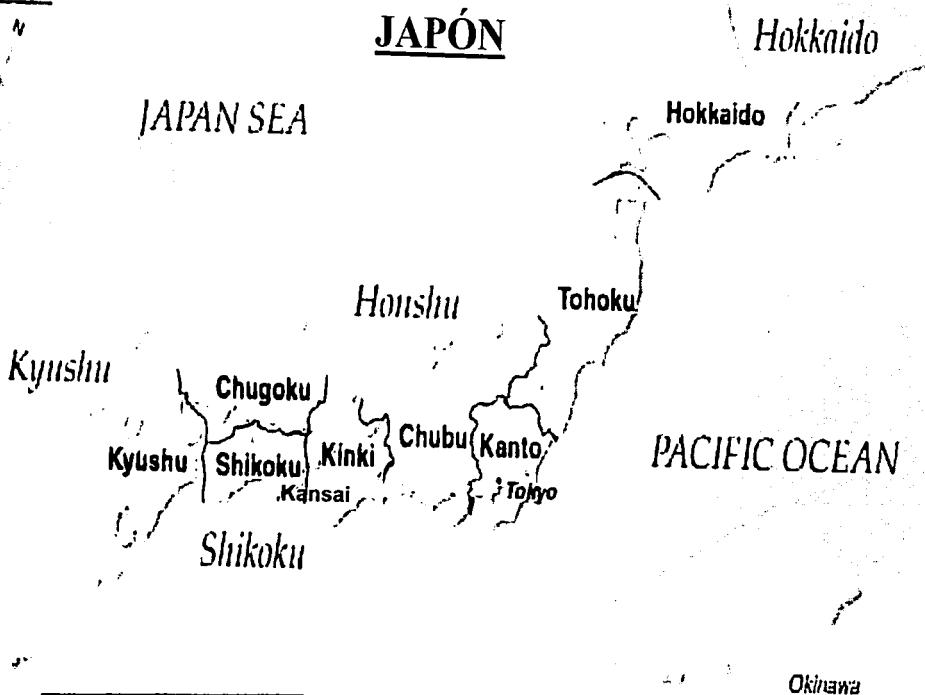 N
JAPÓN
Hokkaido
JAPAN SEA
Hokkaido
Honshu
Tohoku
Kyushu
Chugoku
Chubu
Kanto
Kyushu
Shikoku
Kinki
PACIFIC OCEAN
.Kansai
Tokyo
Shikoku
Okinawa